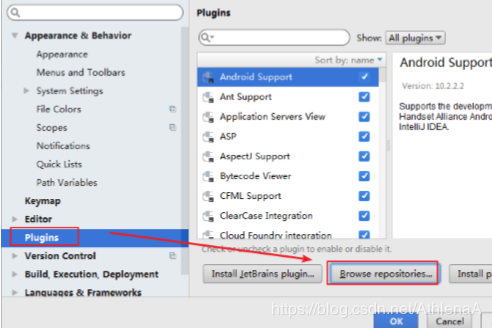 Appearance & Behavior
Appearance
Menus and Toolbars
System Settings
File Colors
Scopes
Notifications
Quick Lists
Path Variables
Keymap
Editor
Plugins
Version Control
Build, Execution, Deployment
Languages & Frameworks
Plugins
Show: All plugins
Sort by: name
Android Support
Ant Support
Application Servers View
ASP
AspectJ Support
Bytecode Viewer
CFML Support
ClearCase Integration
Cloud Foundry integration
Check or uncheck a plugin to enable or disable it.
Install JetBrains plugin...
Browse repositories...
Install p
Android Support
Version: 10.2.2.2
Supports the developm
Handset Alliance Andro
IntelliJ IDEA.
OK
Cancel
https://blog.csdn.net/AthlenaA